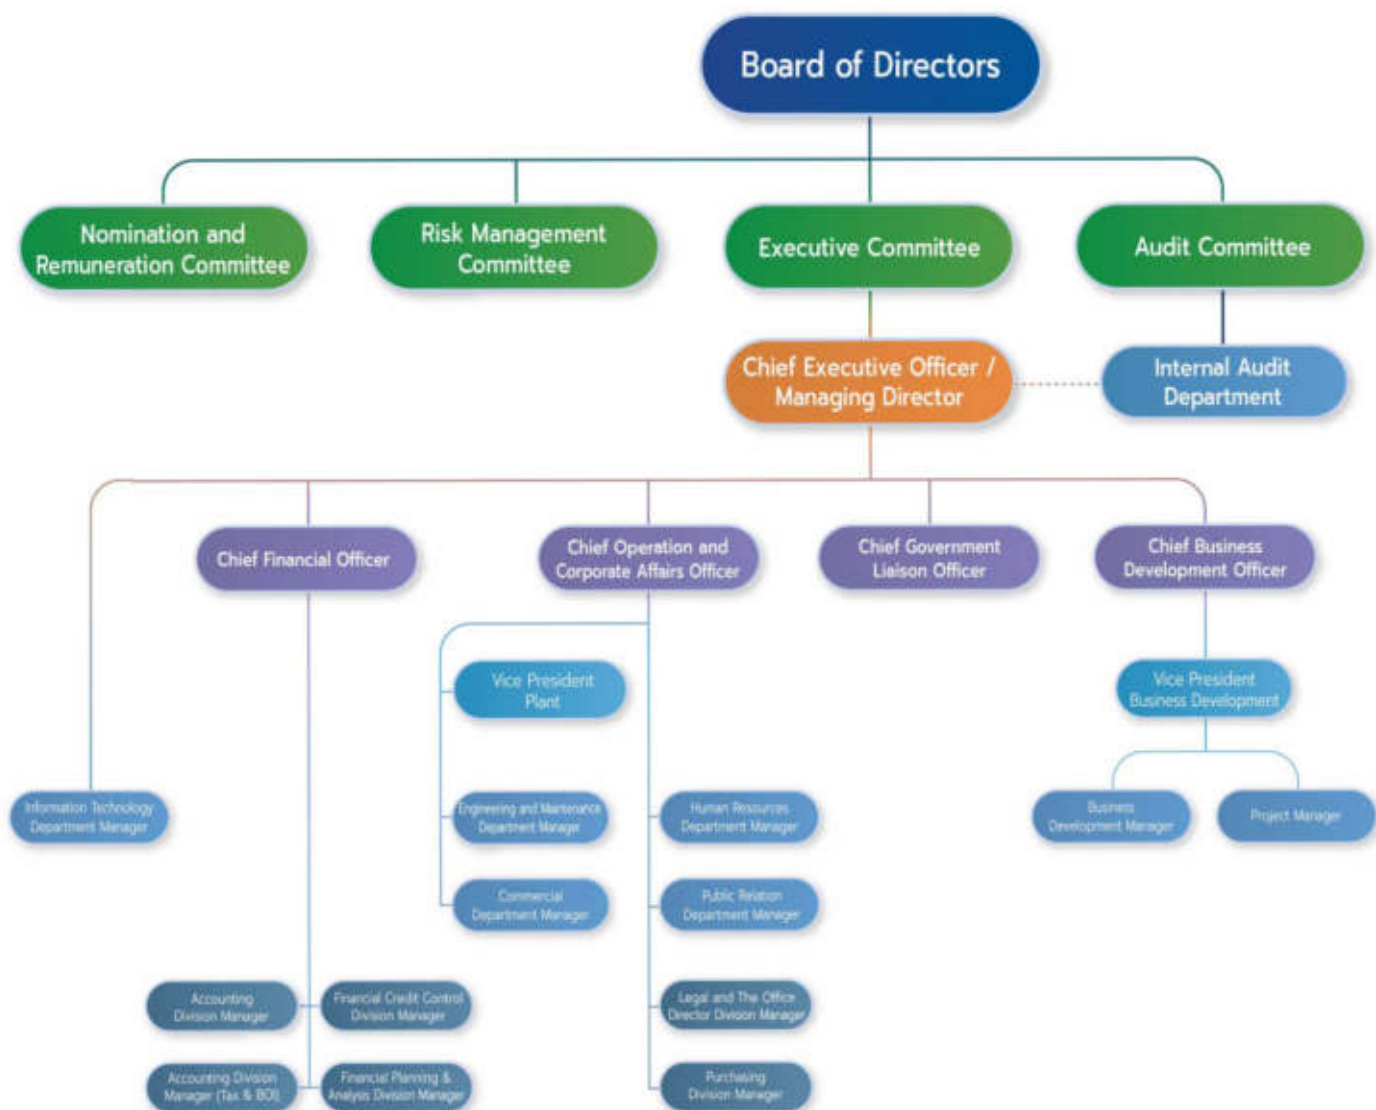 Board of Directors
Nomination and
Remuneration Committee
Risk Management
Committee
Executive Committee
Audit Committee
Chief Executive Officer /
Managing Director
Internal Audit
Department
Chief Financial Officer
Chief Operation and
Corporate Affairs Officer
Chief Government
Liaison Officer
Chief Business
Development Officer
Vice President
Plant
Vice President
Business Development
Information Technology
Department Manager
Engineering and Maintenance
Department Manager
Human Resources
Department Manager
Business
Development Manager
Project Manager
Commercial
Department Manager
Public Relation
Department Manager
Accounting
Division Manager
Financial Credit Control
Division Manager
Legal and The Office
Director Division Manager
Accounting Division
Manager (Tax & BOI)
Financial Planning &
Analysis Division Manager
Purchasing
Division Manager